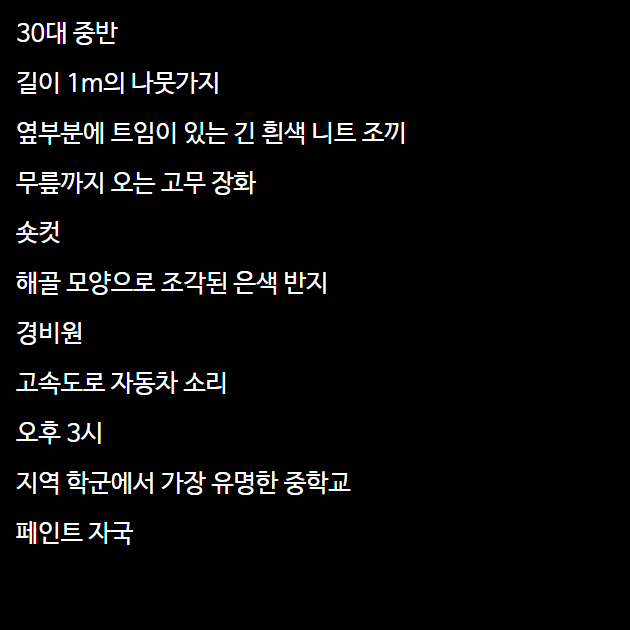 30대 중반
길이 1m의 나뭇가지
옆부분에 트임이 있는 긴 흰색 니트 조끼
무릎까지 오는 고무 장화
숏컷
해골 모양으로 조각된 은색 반지
경비원
고속도로 자동차 소리
오후 3시
지역 학군에서 가장 유명한 중학교
페인트 자국